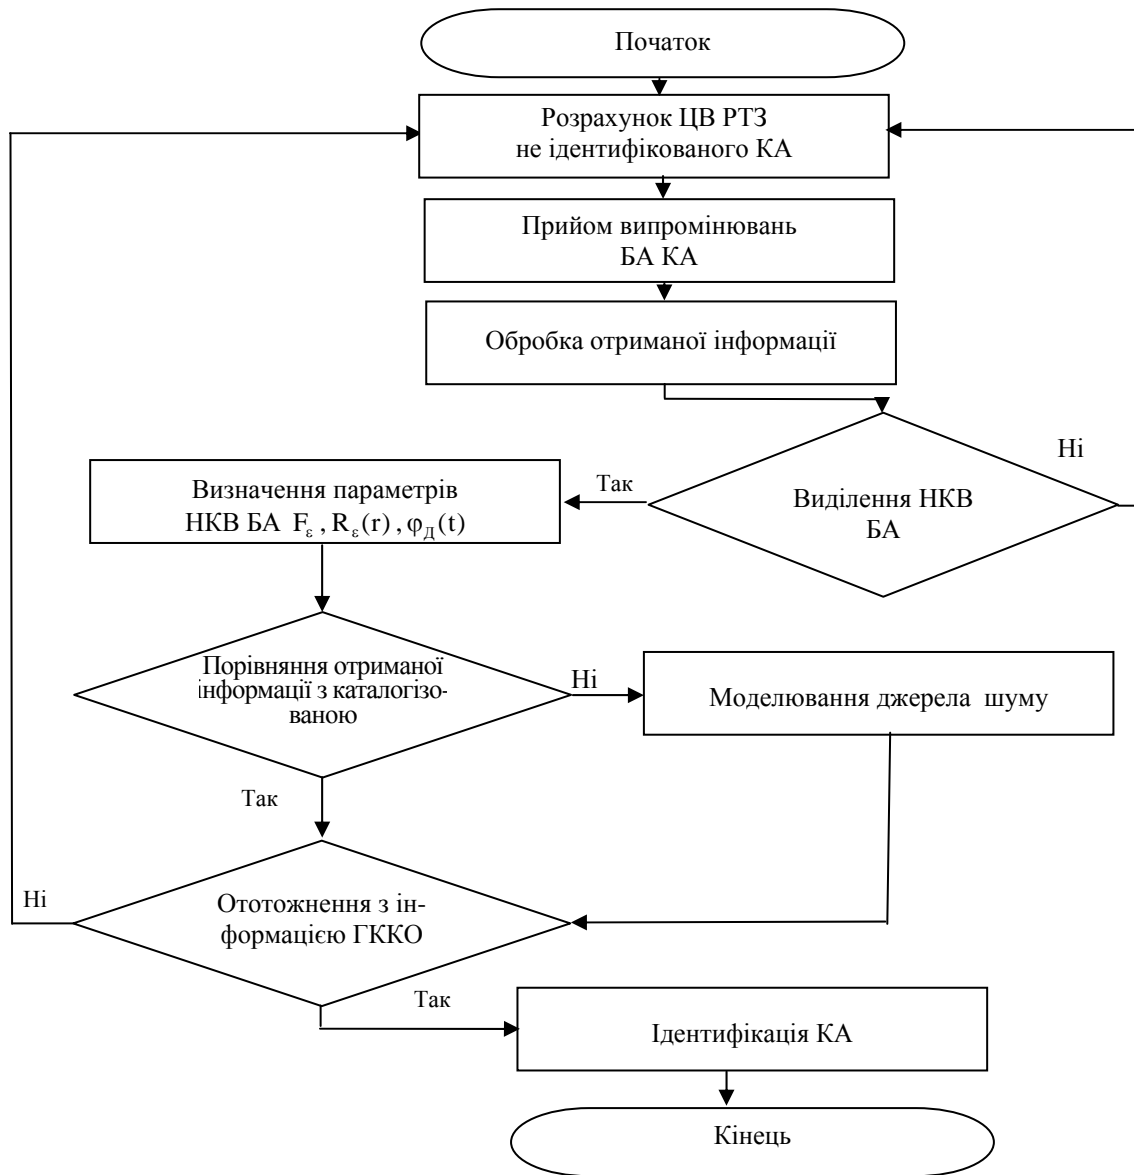 Початок
Розрахунок ЦВ РТЗ
не ідентифікованого КА
Прийом випромінювань
БА КА
Обробка отриманої інформації
Ні
Виділення НКВ
БА
Так
Визначення параметрів
НКВ БА F_ε , R_ε(r) , φ_Д(t)
Порівняння отриманої
інформації з каталогізо-
ваною
Ні
Моделювання джерела шуму
Так
Ні
Ототожнення з ін-
формацією ГККО
Так
Ідентифікація КА
Кінець